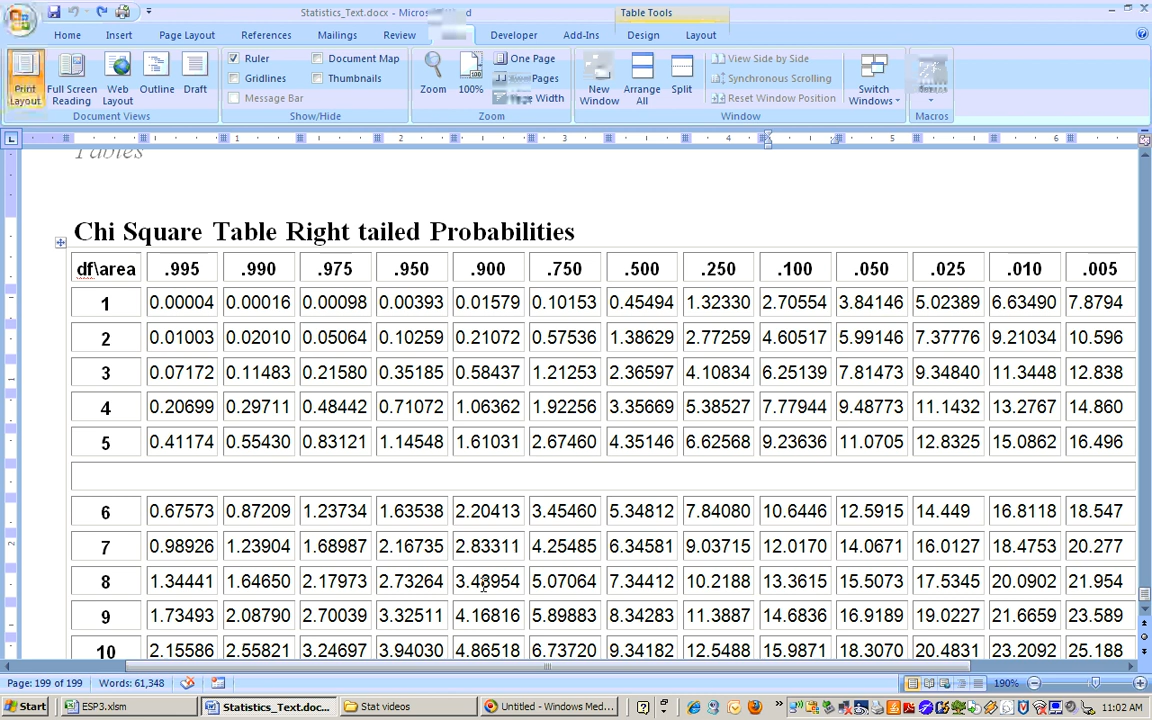 Statistics_Text.docx - Micros
Table Tools
Home Insert Page Layout References Mailings Review Developer Add-Ins Design Layout
Print Layout Full Screen Reading Web Layout Outline Draft
Document Views
Ruler Document Map
Gridlines Thumbnails
Message Bar
Show/Hide
Zoom 100% One Page
Pages
Width
Zoom
New Window Arrange All Split
View Side by Side
Synchronous Scrolling
Reset Window Position
Switch Windows
Window
Macros
1 2 3 4 5 6
Tables
Chi Square Table Right tailed Probabilities
df\area .995 .990 .975 .950 .900 .750 .500 .250 .100 .050 .025 .010 .005
1 0.00004 0.00016 0.00098 0.00393 0.01579 0.10153 0.45494 1.32330 2.70554 3.84146 5.02389 6.63490 7.8794
2 0.01003 0.02010 0.05064 0.10259 0.21072 0.57536 1.38629 2.77259 4.60517 5.99146 7.37776 9.21034 10.596
3 0.07172 0.11483 0.21580 0.35185 0.58437 1.21253 2.36597 4.10834 6.25139 7.81473 9.34840 11.3448 12.838
4 0.20699 0.29711 0.48442 0.71072 1.06362 1.92256 3.35669 5.38527 7.77944 9.48773 11.1432 13.2767 14.860
5 0.41174 0.55430 0.83121 1.14548 1.61031 2.67460 4.35146 6.62568 9.23636 11.0705 12.8325 15.0862 16.496
6 0.67573 0.87209 1.23734 1.63538 2.20413 3.45460 5.34812 7.84080 10.6446 12.5915 14.449 16.8118 18.547
7 0.98926 1.23904 1.68987 2.16735 2.83311 4.25485 6.34581 9.03715 12.0170 14.0671 16.0127 18.4753 20.277
8 1.34441 1.64650 2.17973 2.73264 3.48954 5.07064 7.34412 10.2188 13.3615 15.5073 17.5345 20.0902 21.954
9 1.73493 2.08790 2.70039 3.32511 4.16816 5.89883 8.34283 11.3887 14.6836 16.9189 19.0227 21.6659 23.589
10 2.15586 2.55821 3.24697 3.94030 4.86518 6.73720 9.34182 12.5488 15.9871 18.3070 20.4831 23.2092 25.188
Page: 199 of 199 Words: 61,348 190%
Start ESP3.xlsm Statistics_Text.doc... Stat videos Untitled - Windows Med... 11:02 AM